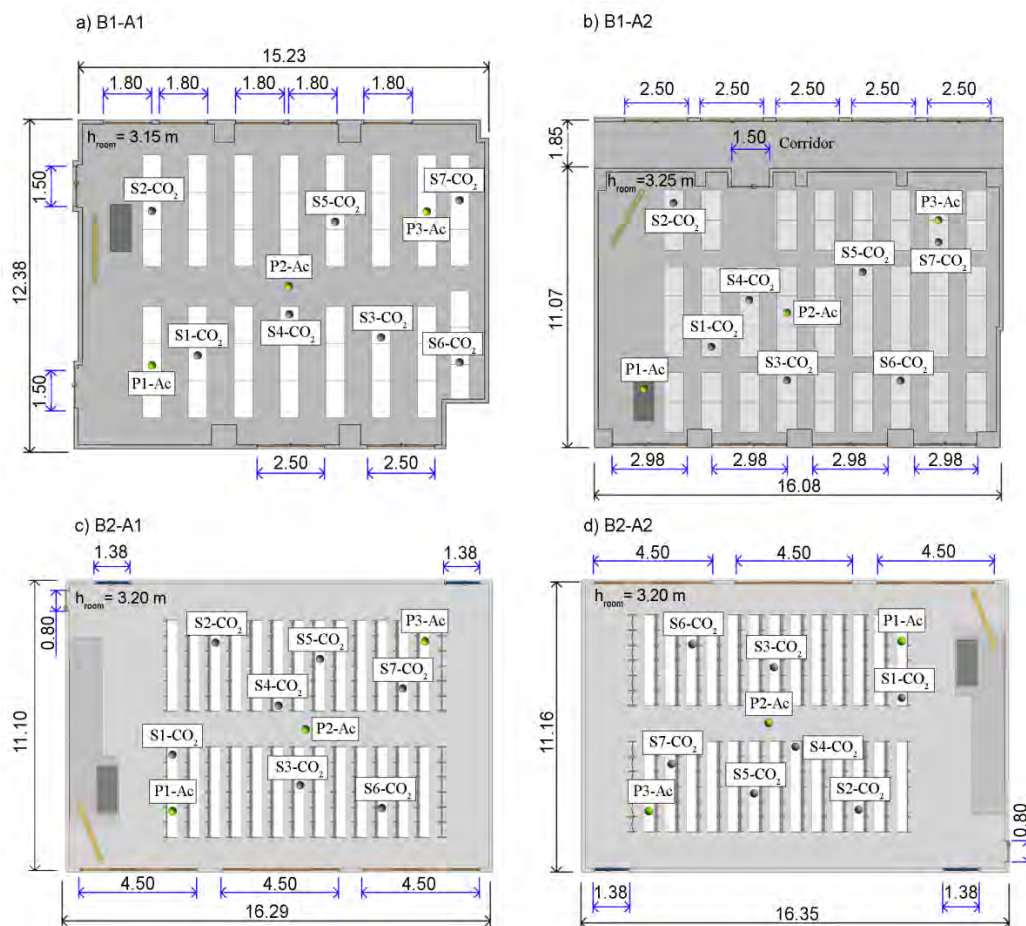 a) B1-A1
15.23
1.80 1.80 1.80 1.80 1.80
h_room = 3.15 m
12.38
1.50
1.50
S2-CO₂
S7-CO₂
S5-CO₂
P3-Ac
P2-Ac
S4-CO₂
S3-CO₂
S1-CO₂
S6-CO₂
P1-Ac
2.50 2.50
b) B1-A2
2.50 2.50 2.50 2.50 2.50
1.85
1.50 Corridor
h_room = 3.25 m
11.07
S2-CO₂
P3-Ac
S7-CO₂
S5-CO₂
S4-CO₂
P2-Ac
S1-CO₂
S3-CO₂
S6-CO₂
P1-Ac
2.98 2.98 2.98 2.98
16.08
c) B2-A1
1.38 1.38
h_room = 3.20 m
0.80
11.10
S2-CO₂
S5-CO₂
P3-Ac
S7-CO₂
S4-CO₂
P2-Ac
S1-CO₂
S3-CO₂
P1-Ac
S6-CO₂
4.50 4.50 4.50
16.29
d) B2-A2
4.50 4.50 4.50
h_room = 3.20 m
11.16
S6-CO₂
P1-Ac
S3-CO₂
S1-CO₂
P2-Ac
S7-CO₂
S4-CO₂
P3-Ac
S5-CO₂
S2-CO₂
0.80
1.38 1.38
16.35